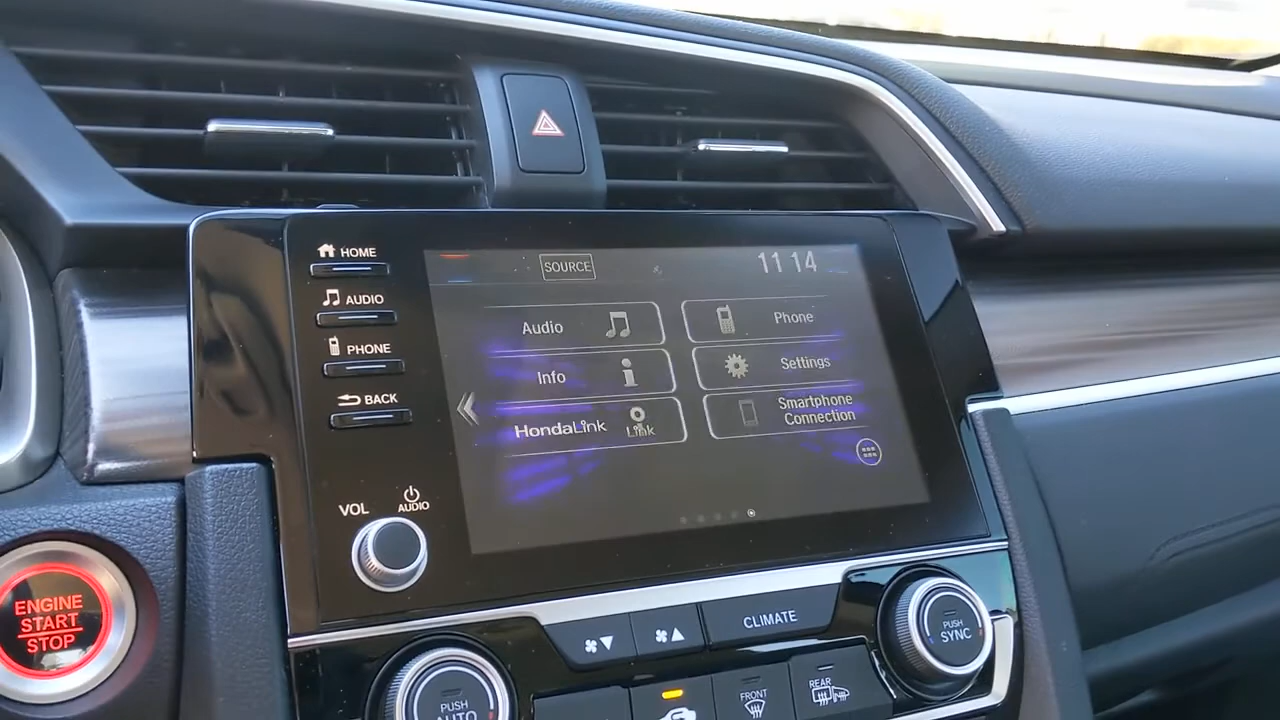 HOME
AUDIO
PHONE
BACK
VOL
AUDIO
SOURCE
11 14
Audio
Phone
Info
Settings
HondaLink
Link
Smartphone
Connection
ENGINE
START
STOP
CLIMATE
PUSH
SYNC
PUSH
AUTO
FRONT
REAR